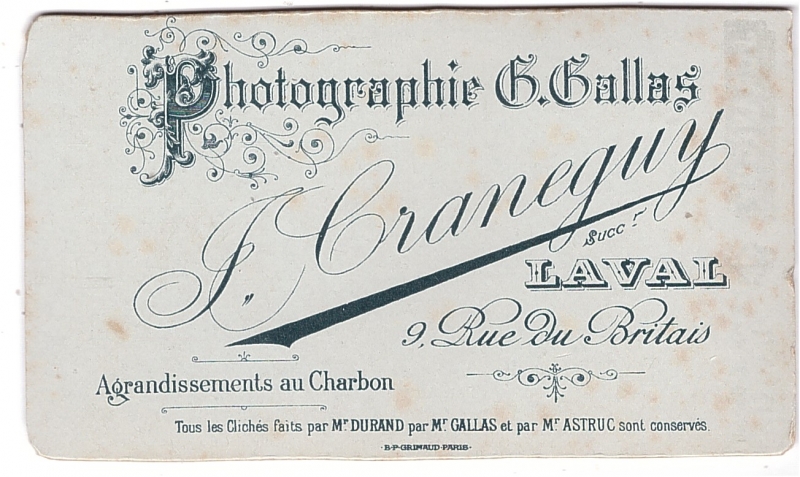 Photographie G. Gallas
J. Craneguy
Succ.r
LAVAL
9, Rue du Britais
Agrandissements au Charbon
Tous les Clichés faits par Mr DURAND par Mr GALLAS et par Mr ASTRUC sont conservés.
B-P-GRIMAUD-PARIS-